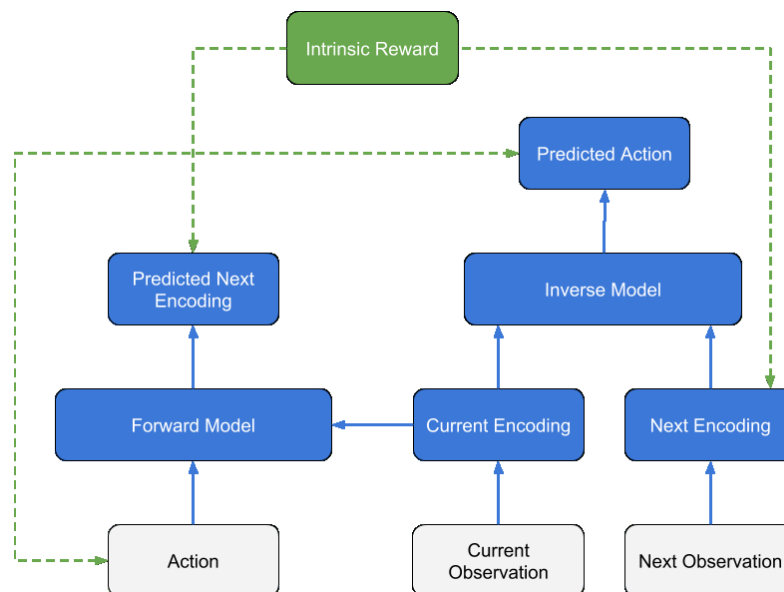 Intrinsic Reward
Predicted Action
Predicted Next
Encoding
Inverse Model
Forward Model
Current Encoding
Next Encoding
Action
Current
Observation
Next Observation